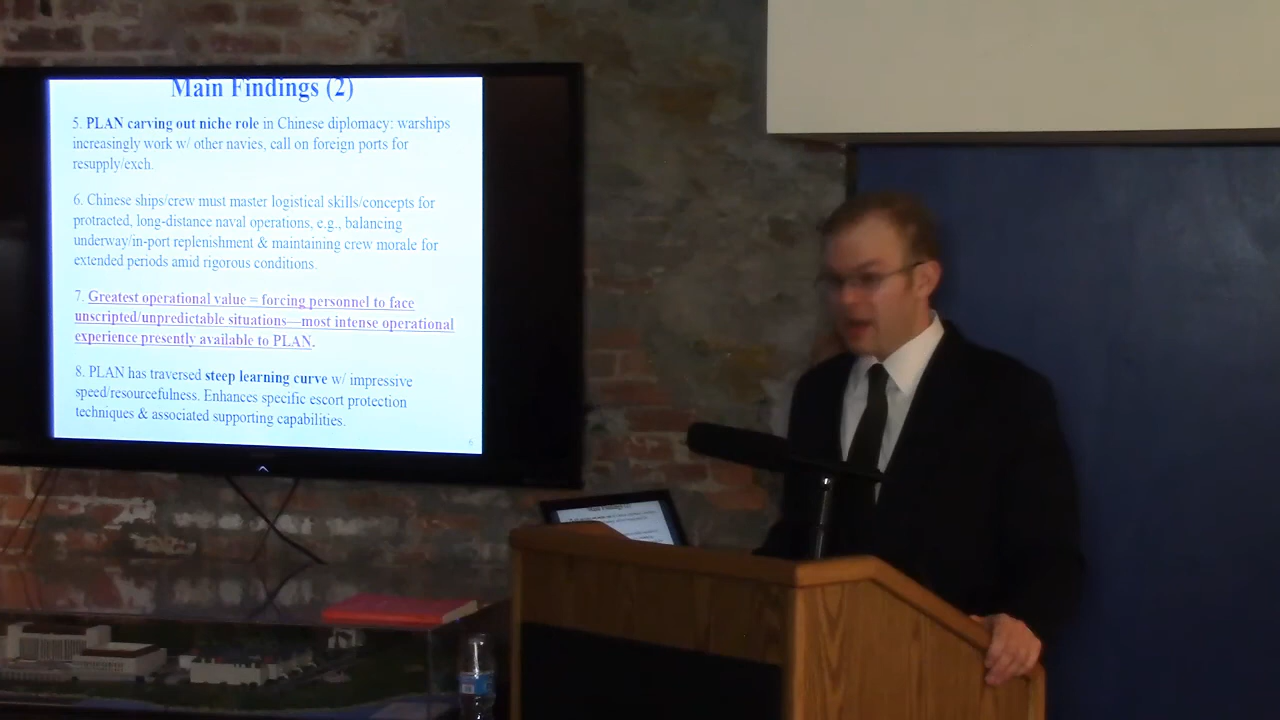 Main Findings (2)
5. PLAN carving out niche role in Chinese diplomacy: warships
increasingly work w/ other navies, call on foreign ports for
resupply/exch.
6. Chinese ships/crew must master logistical skills/concepts for
protracted, long-distance naval operations, e.g., balancing
underway/in-port replenishment & maintaining crew morale for
extended periods amid rigorous conditions.
7. Greatest operational value = forcing personnel to face
unscripted/unpredictable situations—most intense operational
experience presently available to PLAN.
8. PLAN has traversed steep learning curve w/ impressive
speed/resourcefulness. Enhances specific escort protection
techniques & associated supporting capabilities.
6